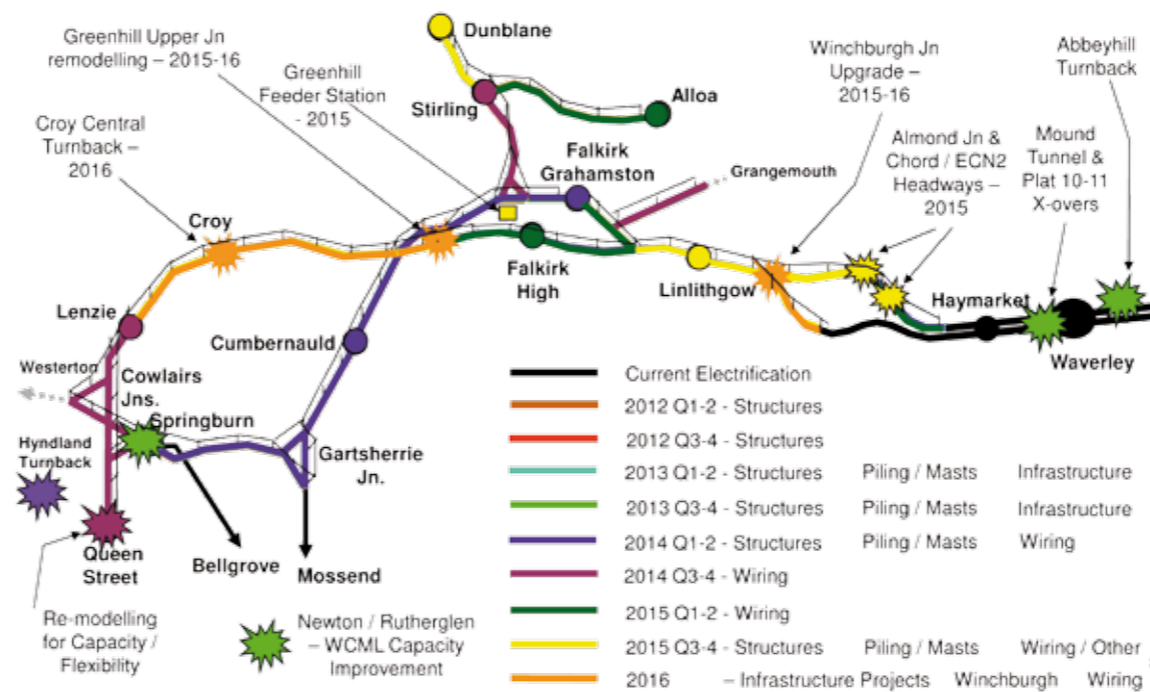 Greenhill Upper Jn
remodelling – 2015-16
Greenhill
Feeder Station
- 2015
Croy Central
Turnback –
2016
Dunblane
Stirling
Alloa
Falkirk
Grahamston
Grangemouth
Winchburgh Jn
Upgrade –
2015-16
Abbeyhill
Turnback
Almond Jn &
Chord / ECN2
Headways –
2015
Mound
Tunnel &
Plat 10-11
X-overs
Croy
Falkirk
High
Linlithgow
Haymarket
Waverley
Lenzie
Cumbernauld
Westerton
Cowlairs
Jns.
Springburn
Hyndland
Turnback
Gartsherrie
Jn.
Queen
Street
Bellgrove
Mossend
Re-modelling
for Capacity /
Flexibility
Newton / Rutherglen
– WCML Capacity
Improvement
Current Electrification
2012 Q1-2 - Structures
2012 Q3-4 - Structures
2013 Q1-2 - Structures Piling / Masts Infrastructure
2013 Q3-4 - Structures Piling / Masts Infrastructure
2014 Q1-2 - Structures Piling / Masts Wiring
2014 Q3-4 - Wiring
2015 Q1-2 - Wiring
2015 Q3-4 - Structures Piling / Masts Wiring / Other
2016 – Infrastructure Projects Winchburgh Wiring